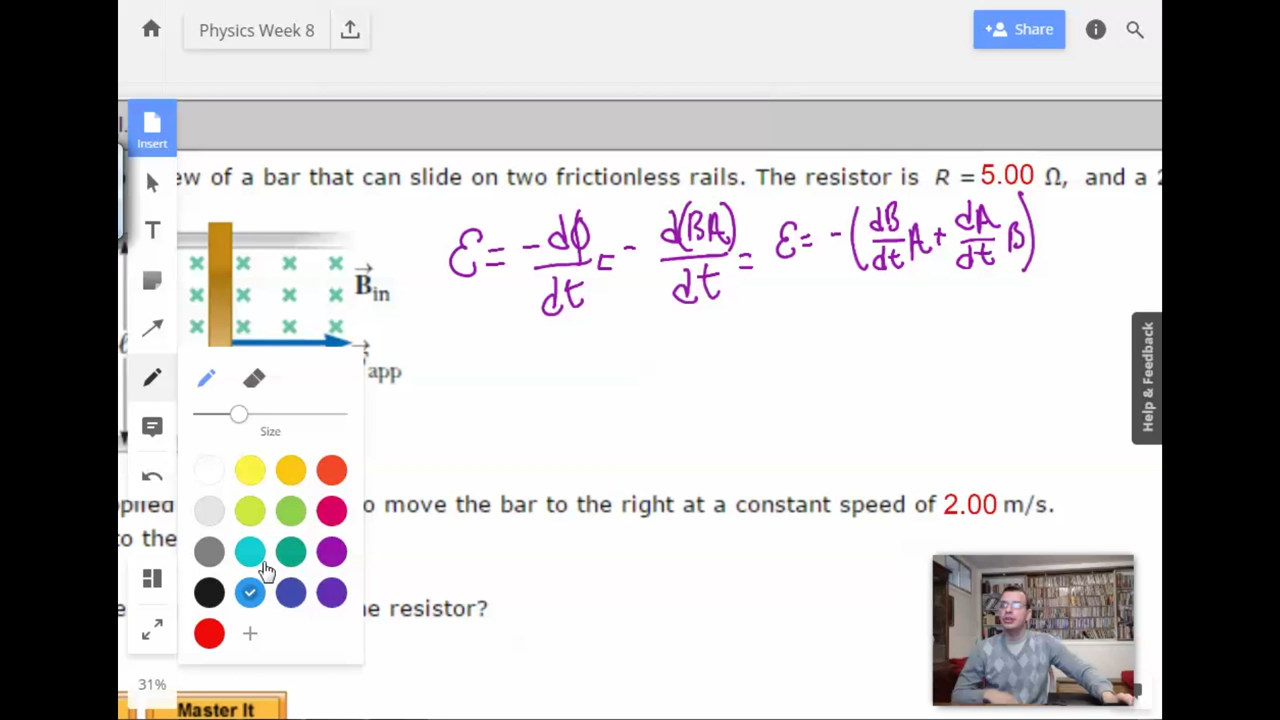 Physics Week 8
Share
Insert
ew of a bar that can slide on two frictionless rails. The resistor is R = 5.00 Ω, and a 2
ε = - dϕ/dt = - d(BA)/dt = ε = - (dB/dt A + dA/dt B)
B⃗in
T
ℓ
app
Help & Feedback
Size
plied
o move the bar to the right at a constant speed of 2.00 m/s.
to the
e resistor?
31%
Master It